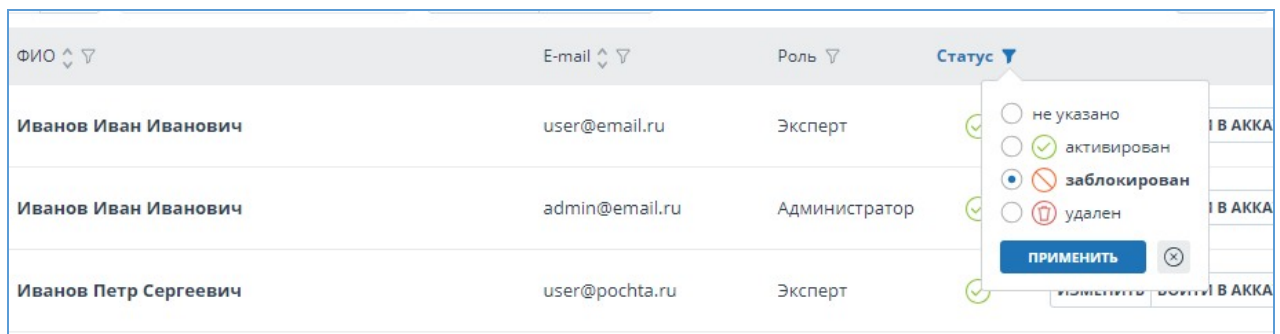 ФИО E-mail Роль Статус
не указано
Иванов Иван Иванович user@email.ru Эксперт
активирован
заблокирован
Иванов Иван Иванович admin@email.ru Администратор
удален
ПРИМЕНИТЬ
Иванов Петр Сергеевич user@pochta.ru Эксперт